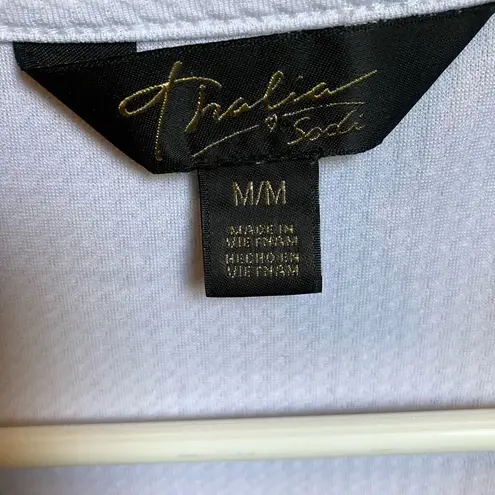 Thalia
Sodi
M/M
MADE IN
VIETNAM
HECHO EN
VIETNAM